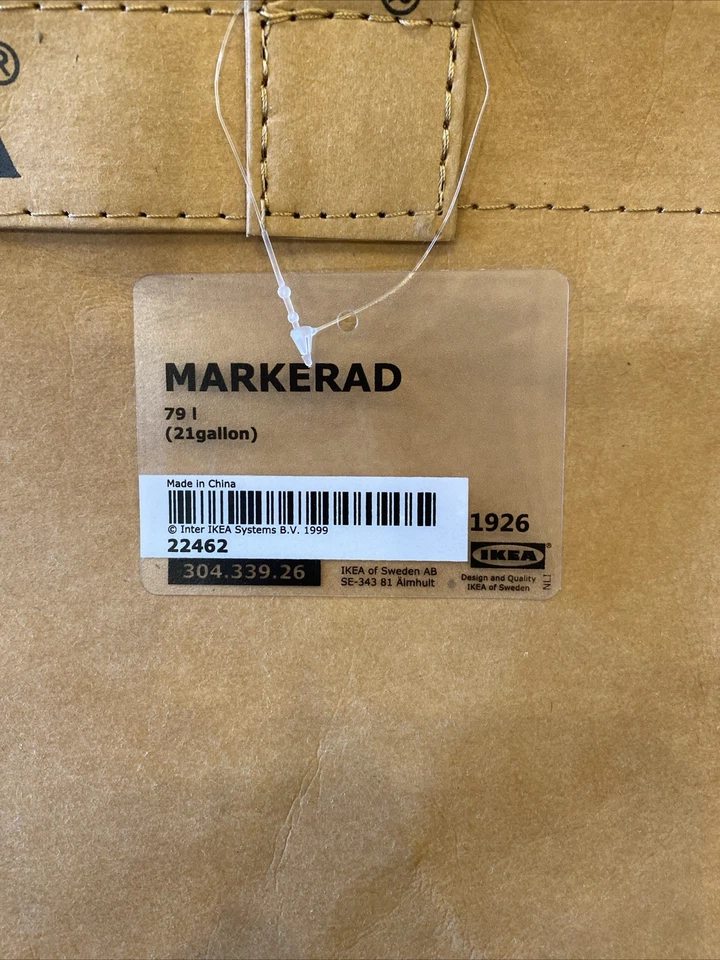 ®
MARKERAD
79 l
(21gallon)
Made in China
© Inter IKEA Systems B.V. 1999
22462
1926
IKEA®
304.339.26
IKEA of Sweden AB
SE-343 81 Älmhult
Design and Quality
IKEA of Sweden
NL1